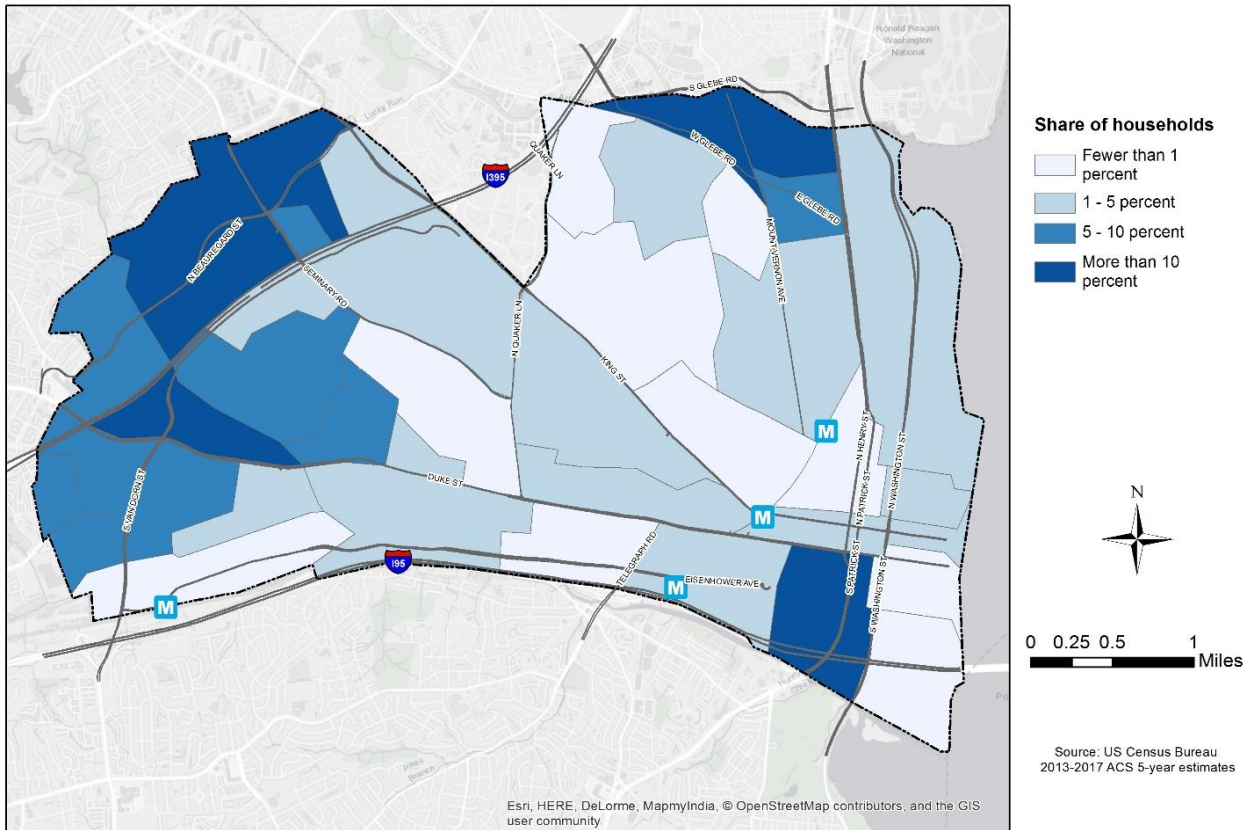 Ronald Reagan
Washington
National
Four
S GLEBE RD
Lucky Run
W GLEBE RD
QUAKER LN
I395
E GLEBE RD
N BEAUREGARD ST
MOUNT VERNON AVE
SEMINARY RD
N QUAKER LN
KING ST
M
N HENRY ST
N WASHINGTON ST
N PATRICK ST
DUKE ST
S VAN DORN ST
M
TELEGRAPH RD
S PATRICK ST
I95
M
EISENHOWER AVE
S WASHINGTON ST
M
Pikes
Branch
Esri, HERE, DeLorme, MapmyIndia, © OpenStreetMap contributors, and the GIS
user community
Share of households
Fewer than 1
percent
1 - 5 percent
5 - 10 percent
More than 10
percent
N
0 0.25 0.5 1
Miles
Source: US Census Bureau
2013-2017 ACS 5-year estimates